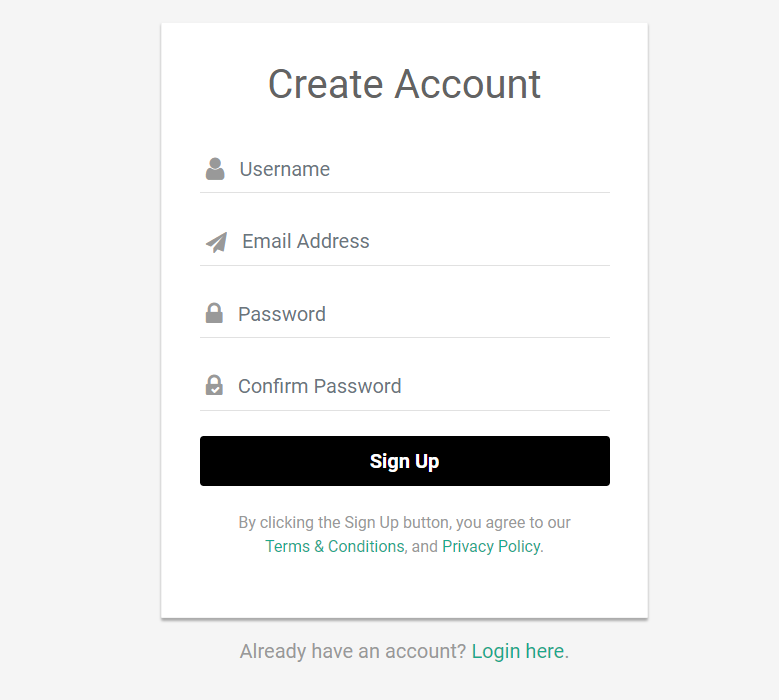 Create Account
Username
Email Address
Password
Confirm Password
Sign Up
By clicking the Sign Up button, you agree to our
Terms & Conditions, and Privacy Policy.
Already have an account? Login here.